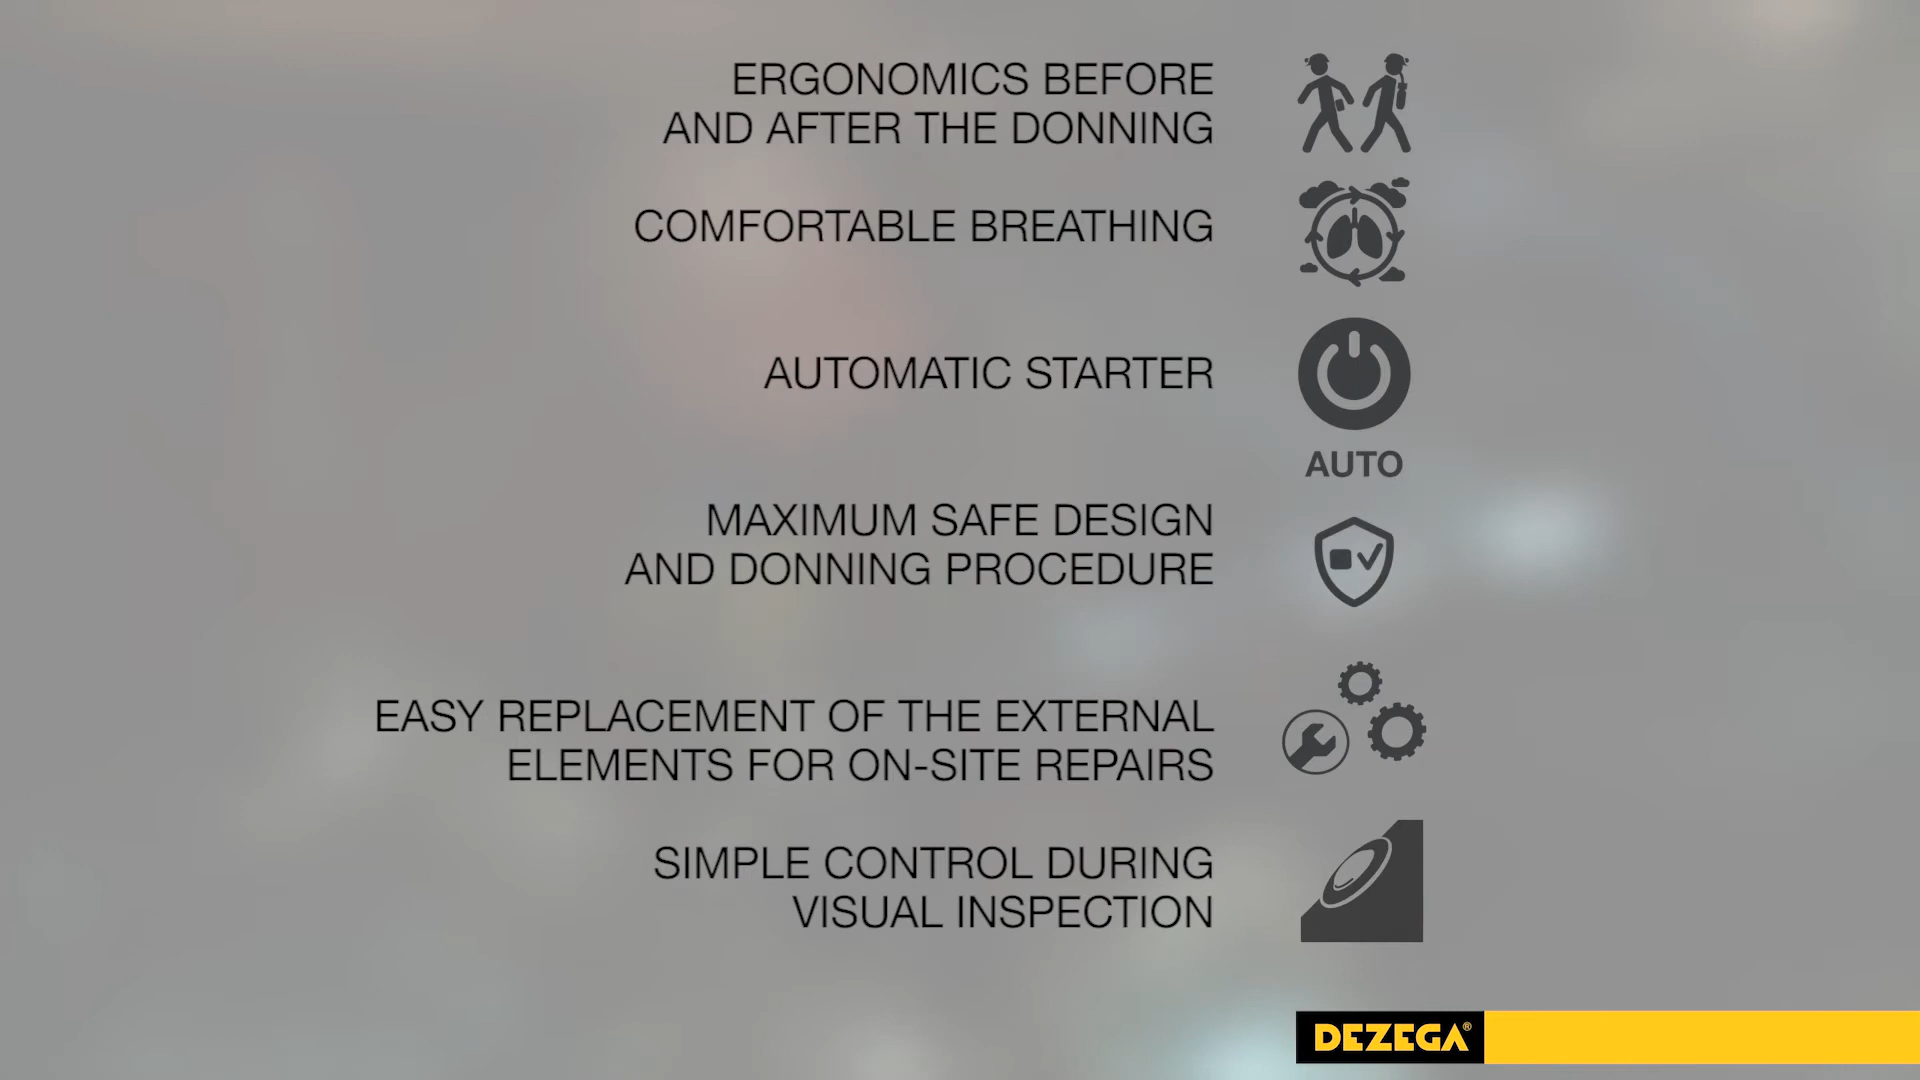 ERGONOMICS BEFORE
AND AFTER THE DONNING
COMFORTABLE BREATHING
AUTOMATIC STARTER
AUTO
MAXIMUM SAFE DESIGN
AND DONNING PROCEDURE
EASY REPLACEMENT OF THE EXTERNAL
ELEMENTS FOR ON-SITE REPAIRS
SIMPLE CONTROL DURING
VISUAL INSPECTION
DEZEGA®